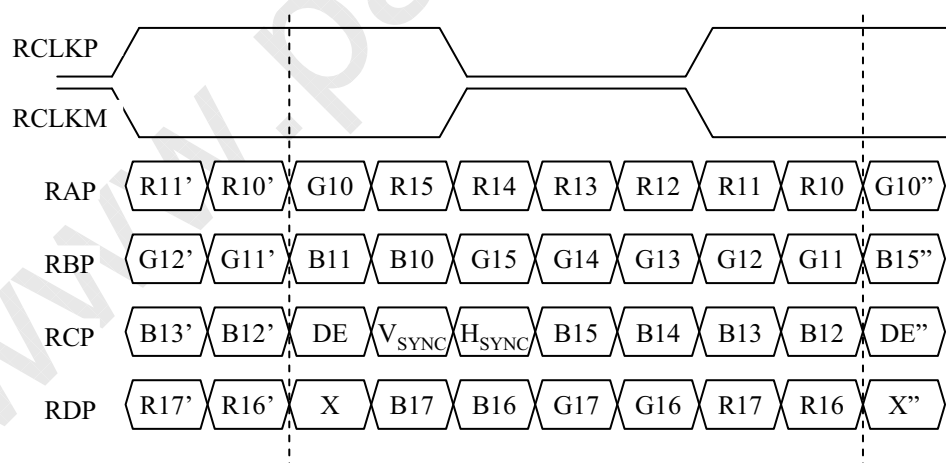 RCLKP
RCLKM
RAP R11’ R10’ G10 R15 R14 R13 R12 R11 R10 G10”
RBP G12’ G11’ B11 B10 G15 G14 G13 G12 G11 B15”
RCP B13’ B12’ DE VSYNC HSYNC B15 B14 B13 B12 DE”
RDP R17’ R16’ X B17 B16 G17 G16 R17 R16 X”
www.pa